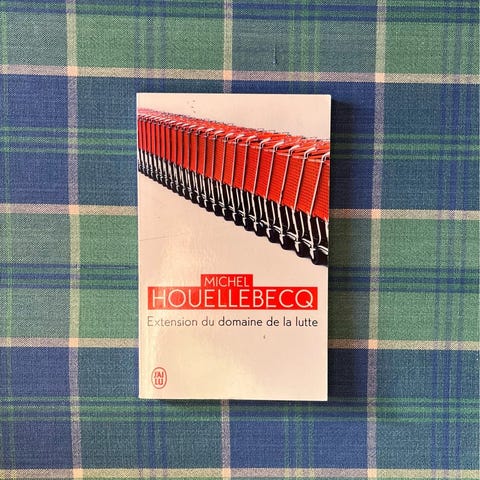 MICHEL
HOUELLEBECQ
Extension du domaine de la lutte
J'AI
LU